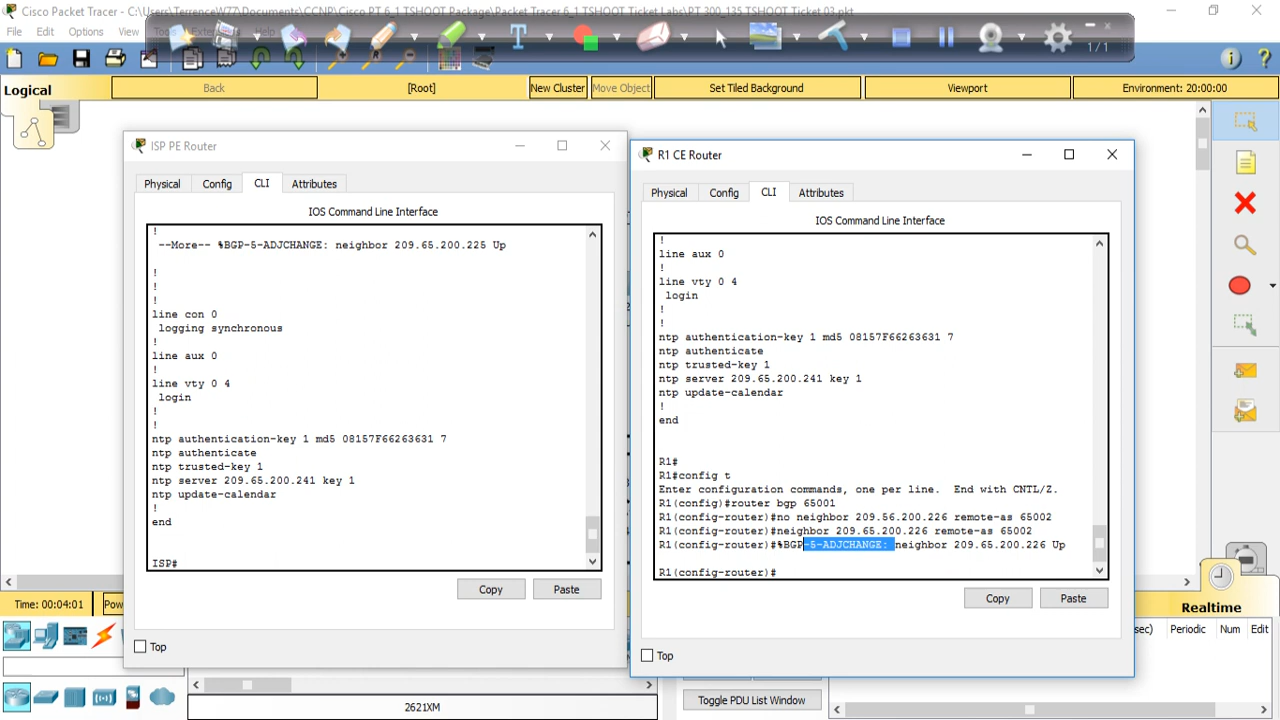 Cisco Packet Tracer 6.1 TSHOOT - C:\Users\TerrenceW77\Documents\CCNP\Cisco PT 6_1 TSHOOT Package\Packet Tracer 6_1 TSHOOT Ticket Labs\PT 300_135 TSHOOT Ticket 03.pkt
File Edit Options View Tools Extensions Help
1/1
Logical
Back
[Root]
New Cluster
Move Object
Set Tiled Background
Viewport
Environment: 20:00:00
ISP PE Router
Physical Config CLI Attributes
IOS Command Line Interface
!
--More-- %BGP-5-ADJCHANGE: neighbor 209.65.200.225 Up
!
!
!
line con 0
logging synchronous
!
line aux 0
!
line vty 0 4
login
!
!
ntp authentication-key 1 md5 08157F66263631 7
ntp authenticate
ntp trusted-key 1
ntp server 209.65.200.241 key 1
ntp update-calendar
!
end
ISP#
Copy Paste
Top
R1 CE Router
Physical Config CLI Attributes
IOS Command Line Interface
!
line aux 0
!
line vty 0 4
login
!
!
ntp authentication-key 1 md5 08157F66263631 7
ntp authenticate
ntp trusted-key 1
ntp server 209.65.200.241 key 1
ntp update-calendar
!
end
R1#
R1#config t
Enter configuration commands, one per line. End with CNTL/Z.
R1(config)#router bgp 65001
R1(config-router)#no neighbor 209.56.200.226 remote-as 65002
R1(config-router)#neighbor 209.65.200.226 remote-as 65002
R1(config-router)#%BGP-5-ADJCHANGE: neighbor 209.65.200.226 Up
R1(config-router)#
Copy Paste
Top
Time: 00:04:01
Pow
Realtime
sec) Periodic Num Edit
2621XM
Toggle PDU List Window